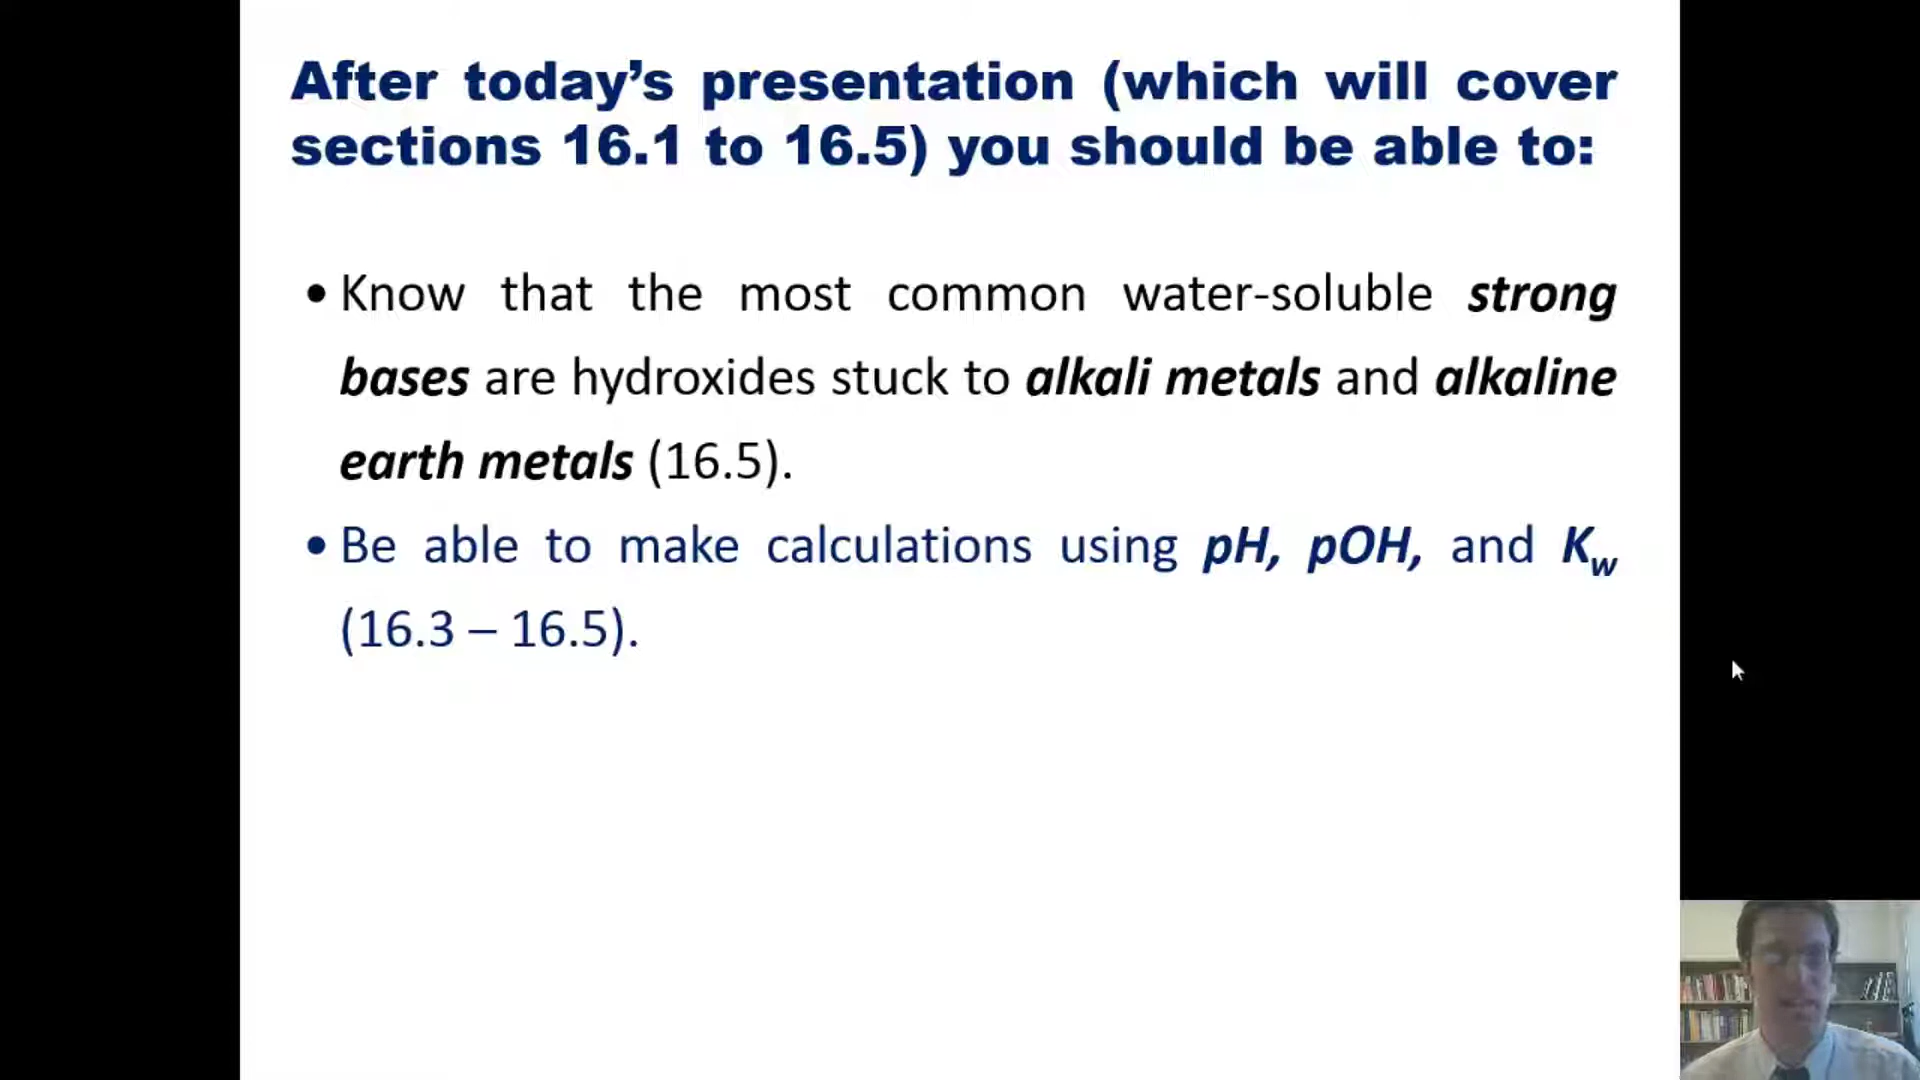 After today’s presentation (which will cover
sections 16.1 to 16.5) you should be able to:
• Know that the most common water-soluble strong
bases are hydroxides stuck to alkali metals and alkaline
earth metals (16.5).
• Be able to make calculations using pH, pOH, and Kw
(16.3 – 16.5).